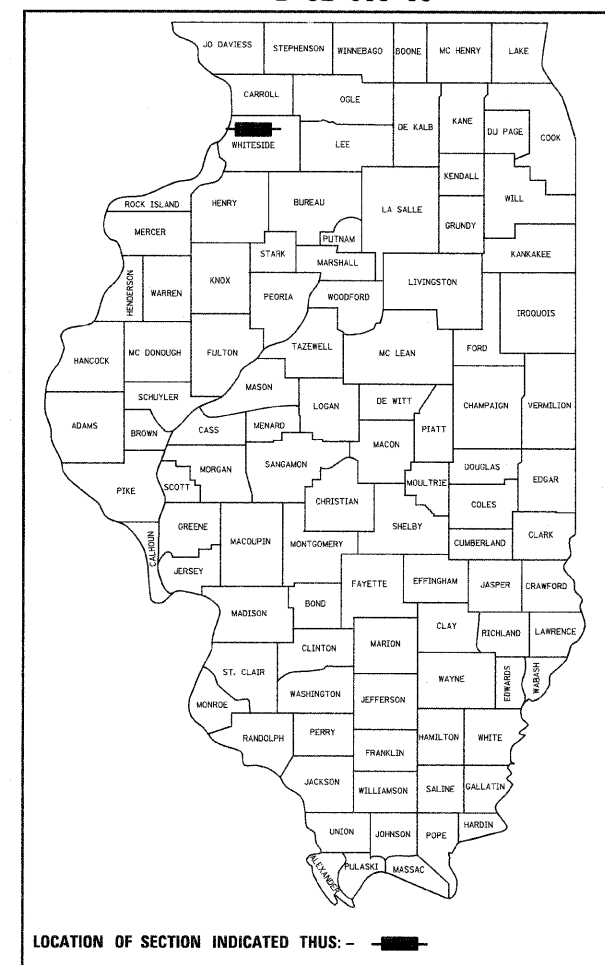 JO DAVIESS STEPHENSON WINNEBAGO BOONE MC HENRY LAKE
CARROLL OGLE
DE KALB KANE DU PAGE COOK
WHITESIDE LEE
KENDALL
WILL
ROCK ISLAND HENRY BUREAU LA SALLE GRUNDY
MERCER PUTNAM
STARK KANKAKEE
MARSHALL
HENDERSON WARREN KNOX PEORIA LIVINGSTON
WOODFORD IROQUOIS
TAZEWELL FORD
HANCOCK MC DONOUGH FULTON MC LEAN
MASON
SCHUYLER LOGAN DE WITT CHAMPAIGN VERMILION
ADAMS BROWN CASS MENARD PIATT
MACON
MORGAN SANGAMON DOUGLAS
PIKE SCOTT MOULTRIE EDGAR
CHRISTIAN COLES
GREENE SHELBY
CALHOUN MACOUPIN MONTGOMERY CUMBERLAND CLARK
JERSEY
FAYETTE EFFINGHAM JASPER CRAWFORD
MADISON BOND
CLAY RICHLAND LAWRENCE
CLINTON MARION
ST. CLAIR WAYNE EDWARDS WABASH
WASHINGTON JEFFERSON
MONROE
RANDOLPH PERRY HAMILTON WHITE
FRANKLIN
JACKSON WILLIAMSON SALINE GALLATIN
HARDIN
UNION JOHNSON POPE
ALEXANDER PULASKI MASSAC
LOCATION OF SECTION INDICATED THUS: -